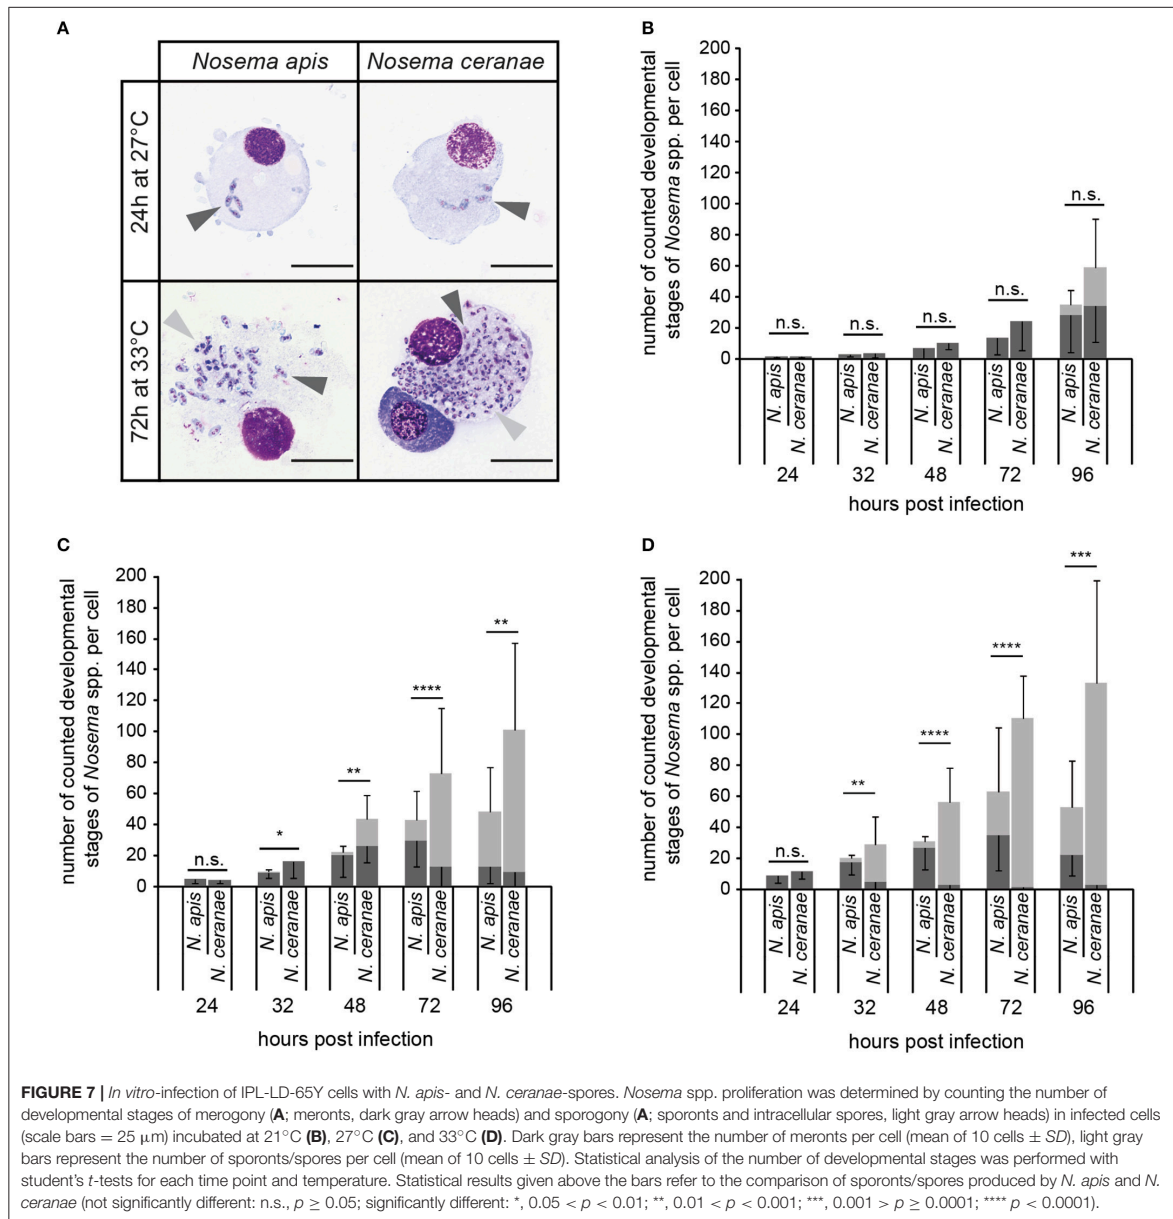 A
Nosema apis
Nosema ceranae
24h at 27°C
72h at 33°C
B
number of counted developmental
stages of Nosema spp. per cell
200
180
160
140
120
100
80
60
40
20
0
n.s.
n.s.
n.s.
n.s.
n.s.
N. apis
N. ceranae
N. apis
N. ceranae
N. apis
N. ceranae
N. apis
N. ceranae
N. apis
N. ceranae
24 32 48 72 96
hours post infection
C
number of counted developmental
stages of Nosema spp. per cell
200
180
160
140
120
100
80
60
40
20
0
n.s.
*
**
****
**
N. apis
N. ceranae
N. apis
N. ceranae
N. apis
N. ceranae
N. apis
N. ceranae
N. apis
N. ceranae
24 32 48 72 96
hours post infection
D
number of counted developmental
stages of Nosema spp. per cell
200
180
160
140
120
100
80
60
40
20
0
n.s.
**
****
****
***
N. apis
N. ceranae
N. apis
N. ceranae
N. apis
N. ceranae
N. apis
N. ceranae
N. apis
N. ceranae
24 32 48 72 96
hours post infection
FIGURE 7 | In vitro-infection of IPL-LD-65Y cells with N. apis- and N. ceranae-spores. Nosema spp. proliferation was determined by counting the number of
developmental stages of merogony (A; meronts, dark gray arrow heads) and sporogony (A; sporonts and intracellular spores, light gray arrow heads) in infected cells
(scale bars = 25 μm) incubated at 21°C (B), 27°C (C), and 33°C (D). Dark gray bars represent the number of meronts per cell (mean of 10 cells ± SD), light gray
bars represent the number of sporonts/spores per cell (mean of 10 cells ± SD). Statistical analysis of the number of developmental stages was performed with
student's t-tests for each time point and temperature. Statistical results given above the bars refer to the comparison of sporonts/spores produced by N. apis and N.
ceranae (not significantly different: n.s., p ≥ 0.05; significantly different: *, 0.05 < p < 0.01; **, 0.01 < p < 0.001; ***, 0.001 > p ≥ 0.0001; **** p < 0.0001).